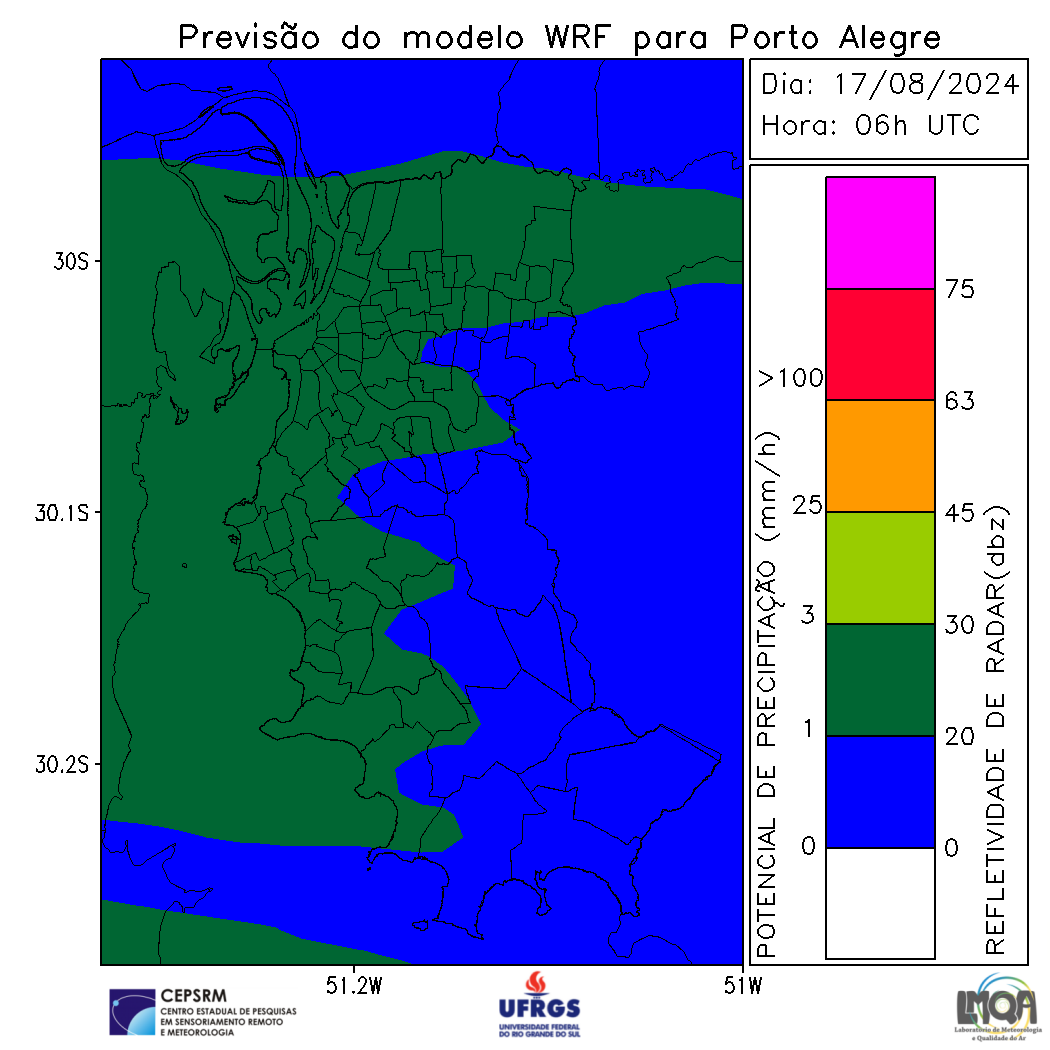 Previsão do modelo WRF para Porto Alegre
Dia: 17/08/2024
Hora: 06h UTC
30S
30.1S
30.2S
51.2W
51W
POTENCIAL DE PRECIPITAÇÃO (mm/h)
>100
25
3
1
0
75
63
45
30
20
0
REFLETIVIDADE DE RADAR(dbz)
CEPSRM
CENTRO ESTADUAL DE PESQUISAS
EM SENSORIAMENTO REMOTO
E METEOROLOGIA
UFRGS
UNIVERSIDADE FEDERAL
DO RIO GRANDE DO SUL
LMQA
Laboratório de Meteorologia
e Qualidade do Ar